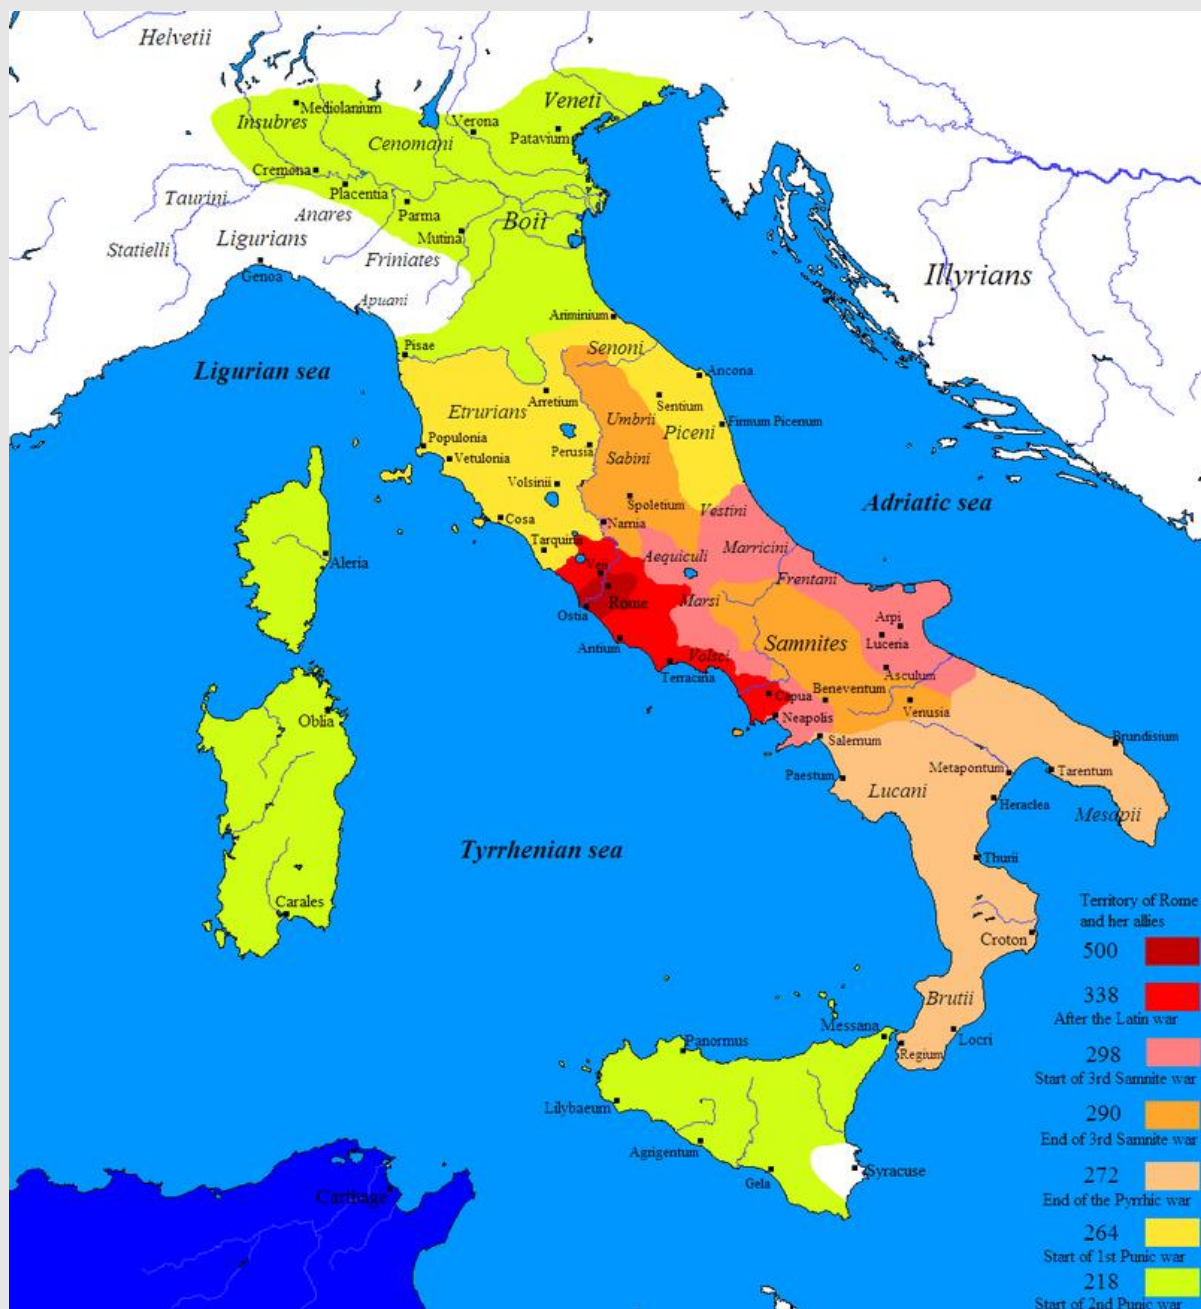 Helvetii
Mediolanium
Insubres
Veneti
Cenomani
Verona
Patavium
Cremona
Placentia
Taurini
Anares
Parma
Boii
Mutina
Ligurians
Statielli
Friniates
Genoa
Illyrians
Apuani
Ariminium
Pisae
Senoni
Ligurian sea
Ancona
Arretium
Sentium
Etrurians
Umbrii
Piceni
Firmum Picenum
Populonia
Perusia
Vetulonia
Sabini
Volsinii
Spoletium
Adriatic sea
Vestini
Cosa
Narnia
Tarquinii
Marricini
Aequiculi
Aleria
Veii
Frentani
Rome
Marsi
Ostia
Arpi
Luceria
Antium
Samnites
Volsci
Terracina
Asculum
Capua
Beneventum
Oblia
Neapolis
Venusia
Salernum
Brundisium
Metapontum
Tarentum
Paestum
Lucani
Heraclea
Mesapii
Tyrrhenian sea
Thurii
Carales
Territory of Rome
and her allies
Croton
500
338
Brutii
After the Latin war
Messana
Locri
Panormus
Regium
298
Start of 3rd Samnite war
Lilybaeum
290
Agrigentum
End of 3rd Samnite war
Syracuse
Gela
272
Carthage
End of the Pyrrhic war
264
Start of 1st Punic war
218
Start of 2nd Punic war